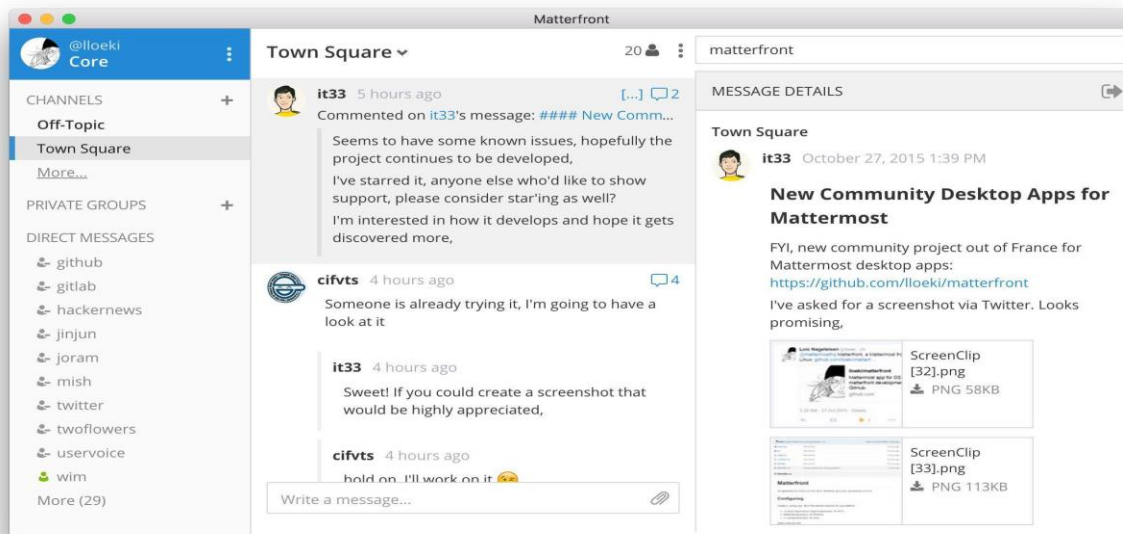 Matterfront
@lloeki
Core
CHANNELS +
Off-Topic
Town Square
More...
PRIVATE GROUPS +
DIRECT MESSAGES
github
gitlab
hackernews
jinjun
joram
mish
twitter
twoflowers
uservoice
wim
More (29)
Town Square
20
it33 5 hours ago [...] 2
Commented on it33's message: #### New Comm...
Seems to have some known issues, hopefully the
project continues to be developed,
I've starred it, anyone else who'd like to show
support, please consider star'ing as well?
I'm interested in how it develops and hope it gets
discovered more,
cifvts 4 hours ago 4
Someone is already trying it, I'm going to have a
look at it
it33 4 hours ago
Sweet! If you could create a screenshot that
would be highly appreciated,
cifvts 4 hours ago
hold on, I'll work on it
Write a message...
matterfront
MESSAGE DETAILS
Town Square
it33 October 27, 2015 1:39 PM
New Community Desktop Apps for
Mattermost
FYI, new community project out of France for
Mattermost desktop apps:
https://github.com/lloeki/matterfront
I've asked for a screenshot via Twitter. Looks
promising,
ScreenClip
[32].png
PNG 58KB
ScreenClip
[33].png
PNG 113KB
Matterfront
Configuring